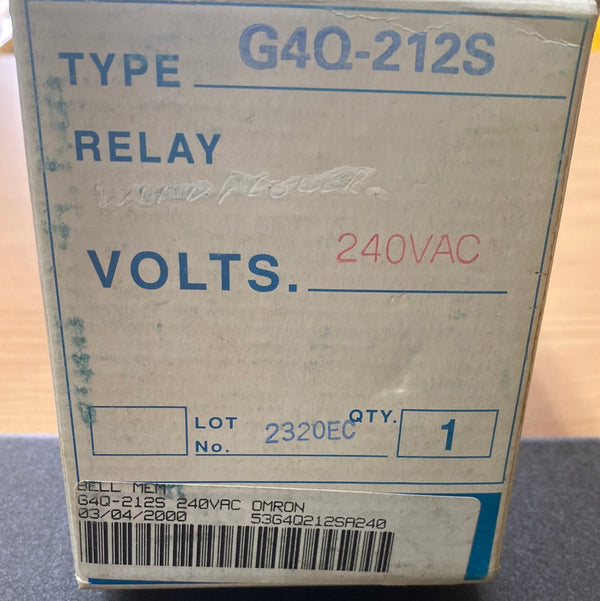 TYPE G4Q-212S
RELAY
VOLTS. 240VAC
LOT No. 2320EC QTY. 1
BELL MEM
G4Q-212S 240VAC OMRON
03/04/2000 53G4Q212SA240